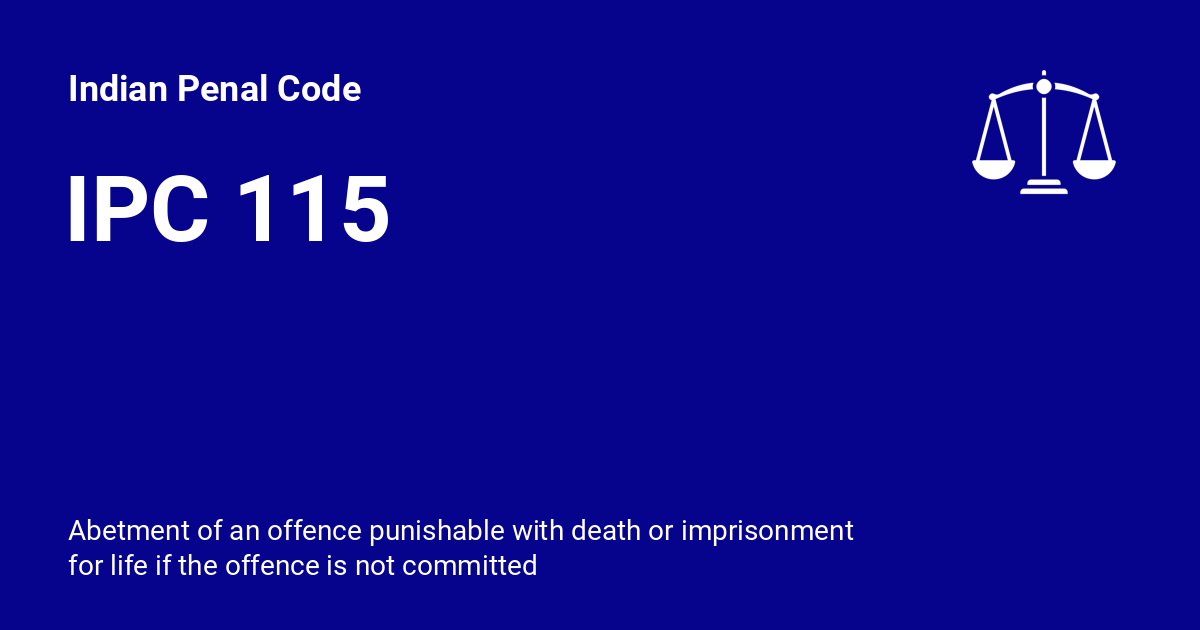 Indian Penal Code
IPC 115
Abetment of an offence punishable with death or imprisonment
for life if the offence is not committed